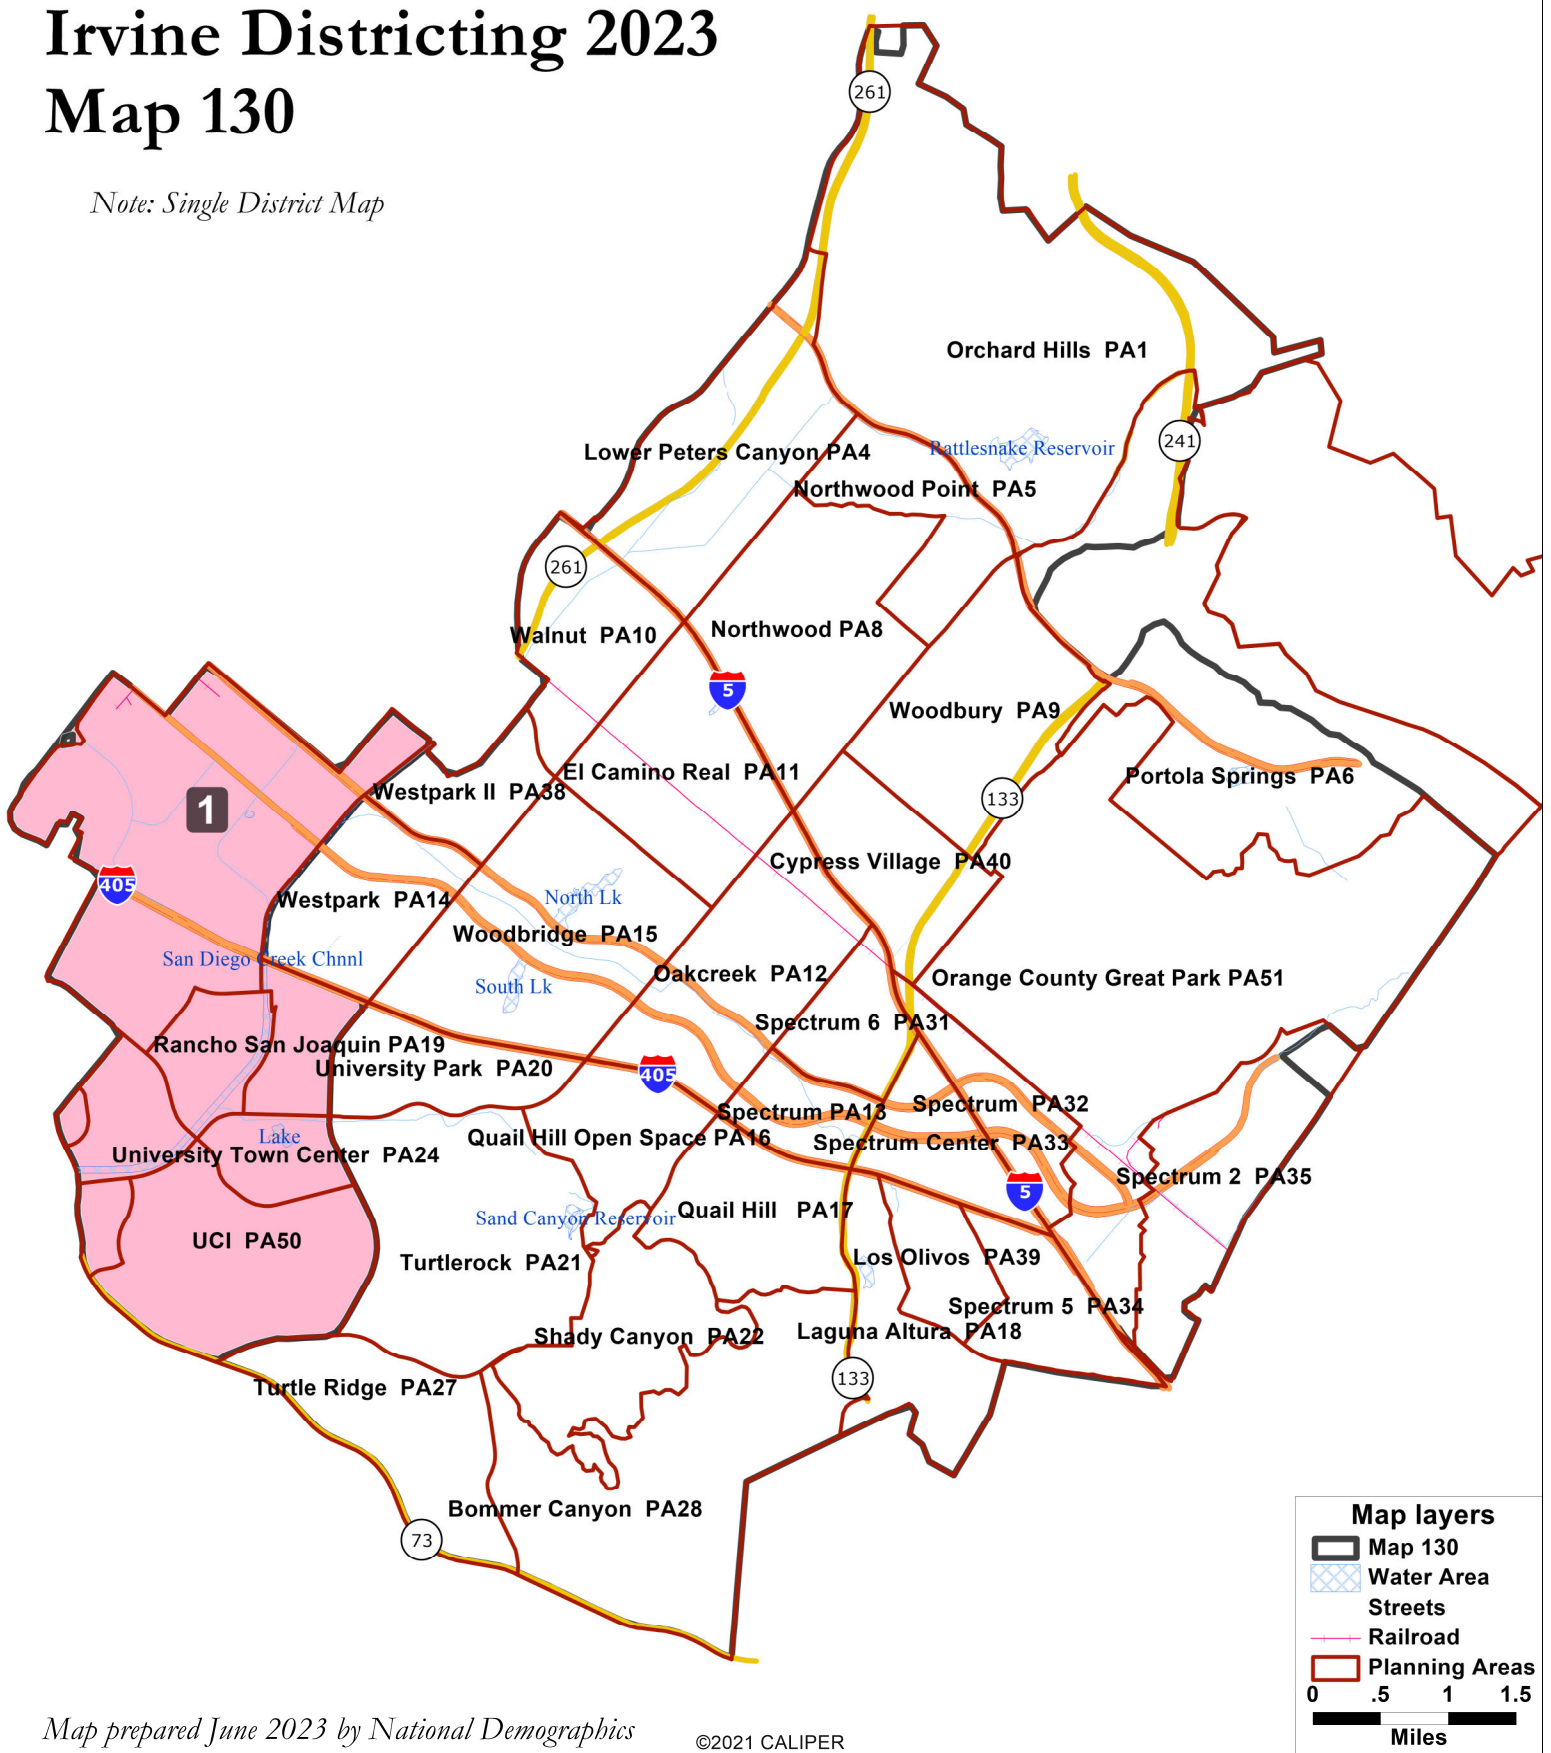 Irvine Districting 2023
Map 130
Note: Single District Map
261
Orchard Hills PA1
241
Rattlesnake Reservoir
Lower Peters Canyon PA4
Northwood Point PA5
261
Walnut PA10
Northwood PA8
5
Woodbury PA9
El Camino Real PA11
Westpark II PA38
133
Portola Springs PA6
1
Cypress Village PA40
405
Westpark PA14
North Lk
Woodbridge PA15
San Diego Creek Chnnl
South Lk
Oakcreek PA12
Orange County Great Park PA51
Spectrum 6 PA31
Rancho San Joaquin PA19
University Park PA20
405
Spectrum PA13
Spectrum PA32
Lake
Quail Hill Open Space PA16
Spectrum Center PA33
University Town Center PA24
Spectrum 2 PA35
5
Sand Canyon Reservoir
Quail Hill PA17
UCI PA50
Turtlerock PA21
Los Olivos PA39
Spectrum 5 PA34
Shady Canyon PA22
Laguna Altura PA18
133
Turtle Ridge PA27
Bommer Canyon PA28
73
Map layers
Map 130
Water Area
Streets
Railroad
Planning Areas
0 .5 1 1.5
Miles
Map prepared June 2023 by National Demographics
©2021 CALIPER